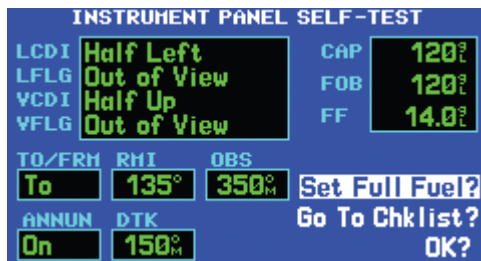 INSTRUMENT PANEL SELF-TEST
LCDI Half Left
LFLG Out of View
VCDI Half Up
VFLG Out of View
CAP 120
FOB 120
FF 14.0
TO/FRM RMI OBS
To 135° 350°M
Set Full Fuel?
ANNUN DTK
Go To Chklist?
On 150°M
OK?